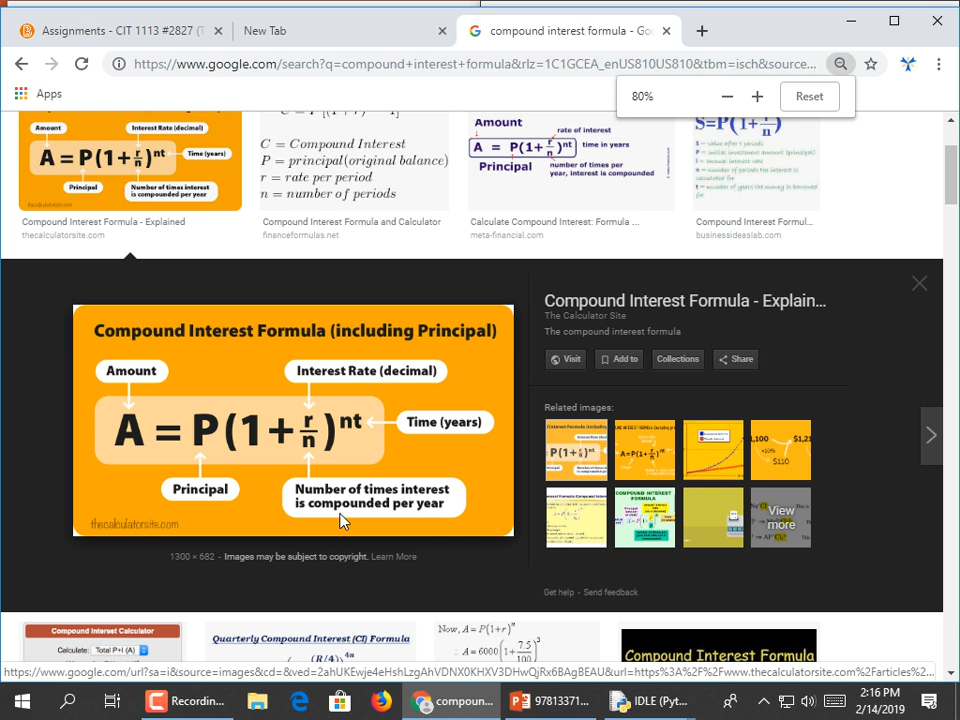 Assignments - CIT 1113 #2827 (T
New Tab
compound interest formula - Goo
https://www.google.com/search?q=compound+interest+formula&rlz=1C1GCEA_enUS810US810&tbm=isch&source...
Apps
80%
Reset
Amount
Interest Rate (decimal)
A = P(1+r/n)nt
Time (years)
Principal
Number of times interest
is compounded per year
thecalculatorsite.com
Compound Interest Formula - Explained
thecalculatorsite.com
C = Compound Interest
P = principal(original balance)
r = rate per period
n = number of periods
Compound Interest Formula and Calculator
financeformulas.net
Amount
rate of interest
A = P(1+r/n)nt
time in years
Principal
number of times per
year, interest is compounded
Calculate Compound Interest: Formula ...
meta-financial.com
S=P(1+r/n)
Compound Interest Formul...
businessideaslab.com
Compound Interest Formula (including Principal)
Amount
Interest Rate (decimal)
A = P(1+r/n)nt
Time (years)
Principal
Number of times interest
is compounded per year
thecalculatorsite.com
1300 × 682 - Images may be subject to copyright. Learn More
Compound Interest Formula - Explain...
The Calculator Site
The compound interest formula
Visit
Add to
Collections
Share
Related images:
View
more
Get help - Send feedback
Compound Interest Calculator
Calculate: Total P+I (A)
Quarterly Compound Interest (CI) Formula
(R/4) 4n
Now, A = P(1+r)n
∴ A = 6000(1+7.5/100)3
Compound Interest Formula
https://www.google.com/url?sa=i&source=images&cd=&ved=2ahUKEwje4eHshLzgAhVDNX0KHXV3DHwQjRx6BAgBEAU&url=https%3A%2F%2Fwww.thecalculatorsite.com%2Farticles%2...
Recordin...
compoun...
97813371...
IDLE (Pyt...
2:16 PM
2/14/2019